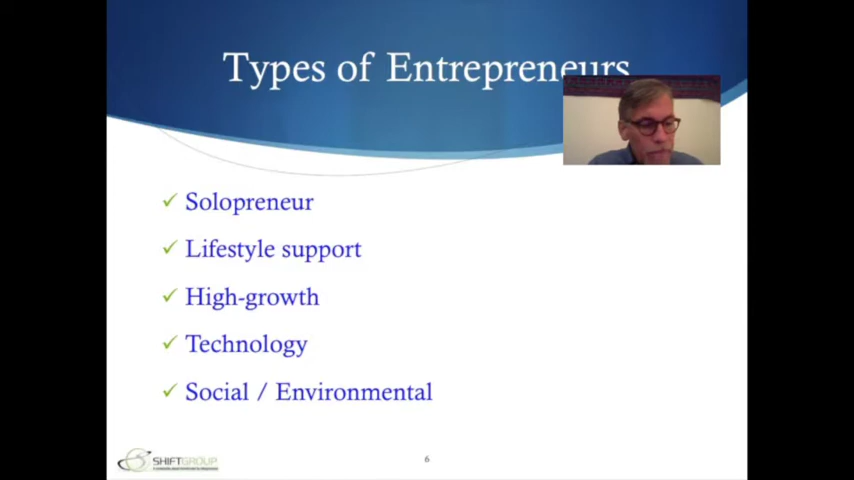 Types of Entrepreneurs
Solopreneur
Lifestyle support
High-growth
Technology
Social / Environmental
SHIFTGROUP
6